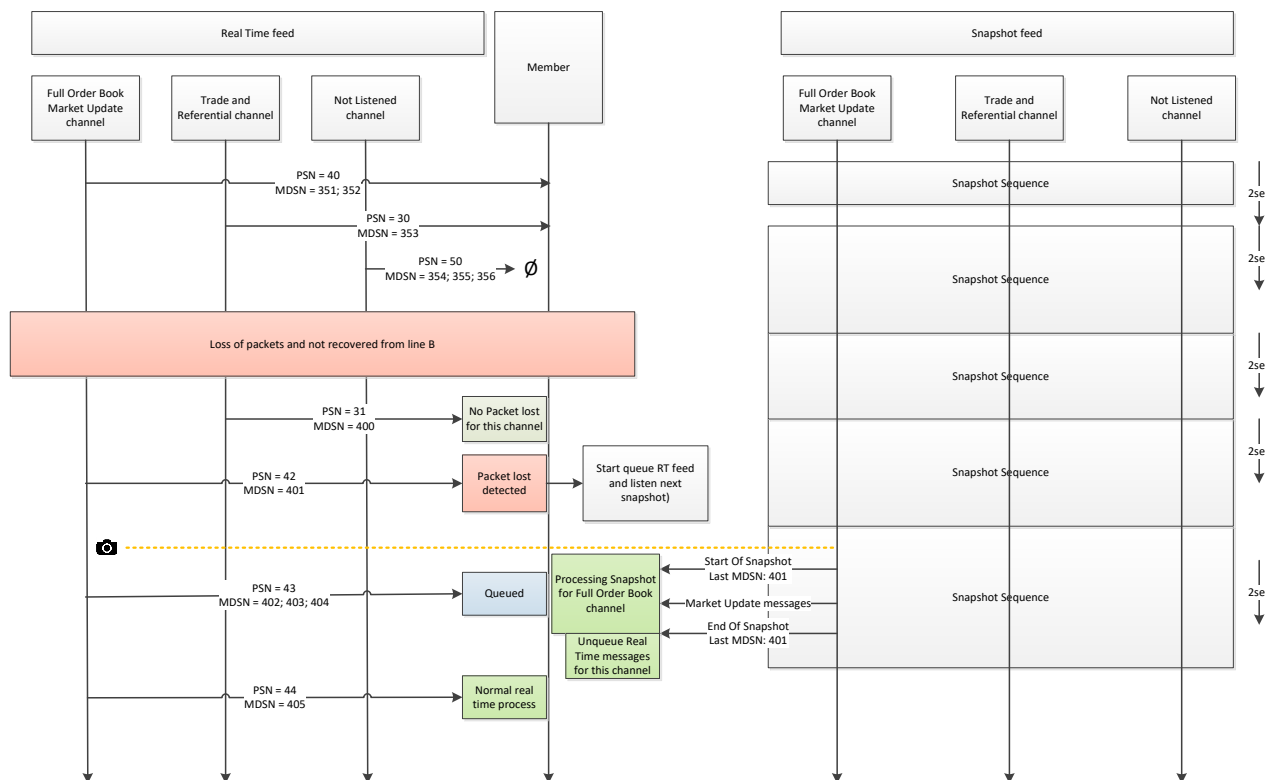 Real Time feed
Member
Snapshot feed
Full Order Book
Market Update
channel
Trade and
Referential channel
Not Listened
channel
Full Order Book
Market Update
channel
Trade and
Referential channel
Not Listened
channel
PSN = 40
MDSN = 351; 352
Snapshot Sequence
2se
PSN = 30
MDSN = 353
PSN = 50
MDSN = 354; 355; 356
Ø
Snapshot Sequence
2se
Loss of packets and not recovered from line B
Snapshot Sequence
2se
PSN = 31
MDSN = 400
No Packet lost
for this channel
PSN = 42
MDSN = 401
Packet lost
detected
Start queue RT feed
and listen next
snapshot)
Snapshot Sequence
2se
Start Of Snapshot
Last MDSN: 401
PSN = 43
MDSN = 402; 403; 404
Queued
Processing Snapshot
for Full Order Book
channel
Market Update messages
Snapshot Sequence
2se
End Of Snapshot
Last MDSN: 401
Unqueue Real
Time messages
for this channel
PSN = 44
MDSN = 405
Normal real
time process